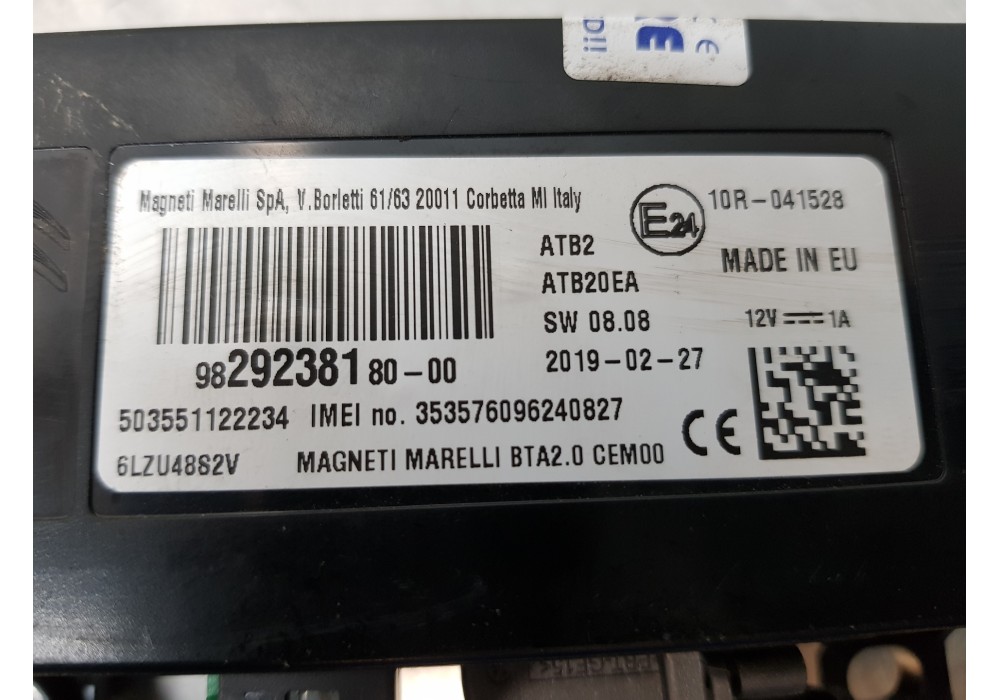 Magneti Marelli SpA, V.Borletti 61/63 20011 Corbetta MI Italy
E24
10R-041528
ATB2
MADE IN EU
ATB20EA
SW 08.08
12V 1A
9829238180-00
2019-02-27
503551122234 IMEI no. 353576096240827
CE
6LZU48S2V MAGNETI MARELLI BTA2.0 CEM00